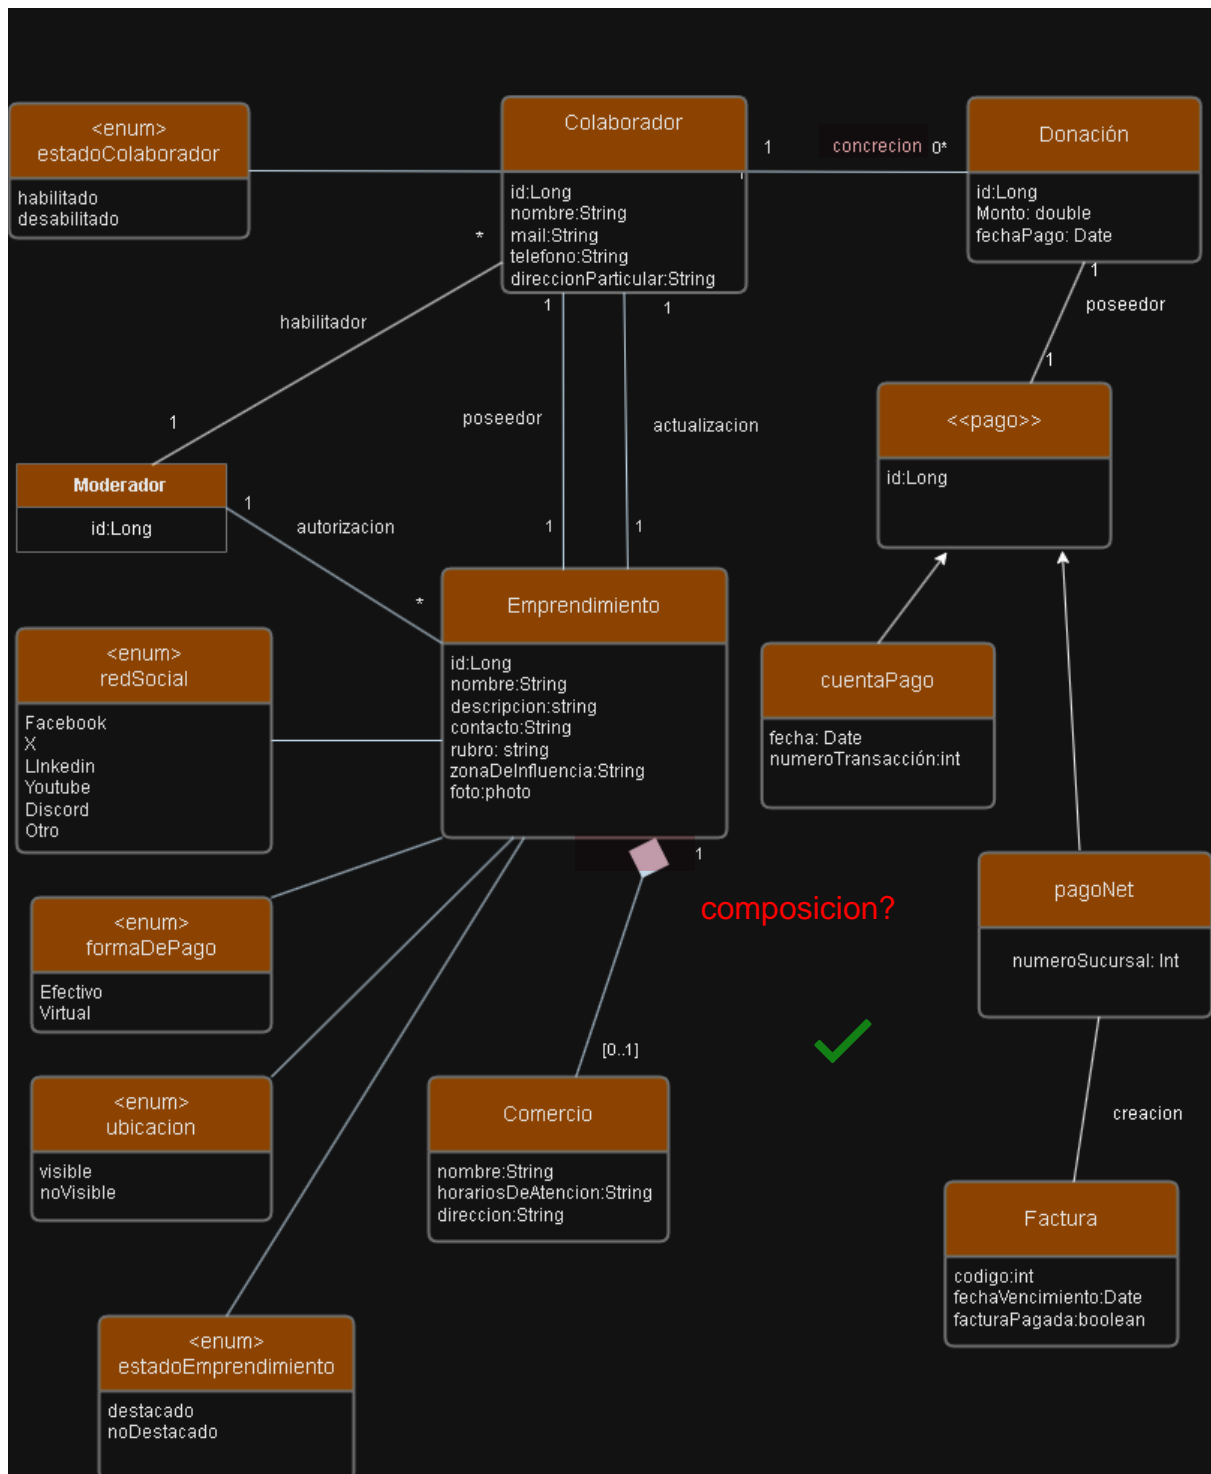 <enum>
estadoColaborador
habilitado
desabilitado
Colaborador
id:Long
nombre:String
mail:String
telefono:String
direccionParticular:String
1
concrecion
0*
Donación
id:Long
Monto: double
fechaPago: Date
*
habilitador
1
1
1
poseedor
actualizacion
1
1
1
poseedor
1
<<pago>>
id:Long
Moderador
id:Long
1
autorizacion
*
Emprendimiento
id:Long
nombre:String
descripcion:string
contacto:String
rubro: string
zonaDeInfluencia:String
foto:photo
<enum>
redSocial
Facebook
X
LInkedin
Youtube
Discord
Otro
cuentaPago
fecha: Date
numeroTransacción:int
1
composicion?
pagoNet
numeroSucursal: Int
<enum>
formaDePago
Efectivo
Virtual
[0..1]
<enum>
ubicacion
visible
noVisible
Comercio
nombre:String
horariosDeAtencion:String
direccion:String
creacion
Factura
codigo:int
fechaVencimiento:Date
facturaPagada:boolean
<enum>
estadoEmprendimiento
destacado
noDestacado